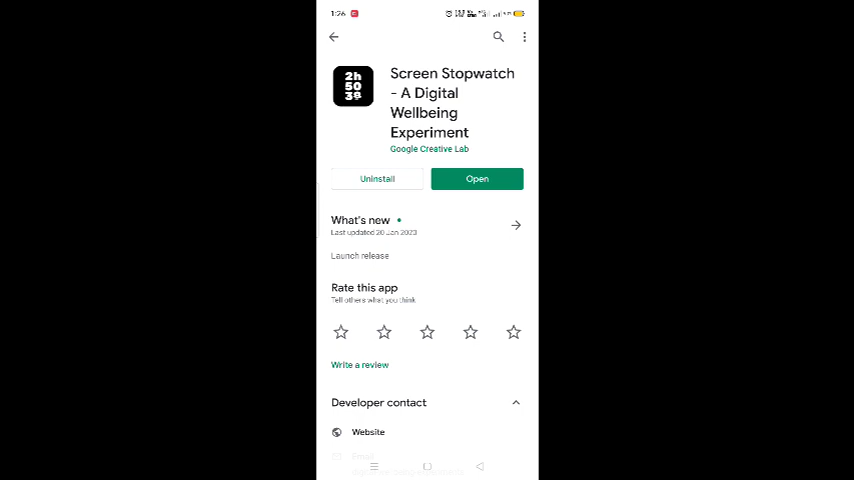 1:26
2h
50
Screen Stopwatch
- A Digital
Wellbeing
Experiment
Google Creative Lab
Uninstall
Open
What's new
Last updated 20 Jan 2023
Launch release
Rate this app
Tell others what you think
Write a review
Developer contact
Website
Email